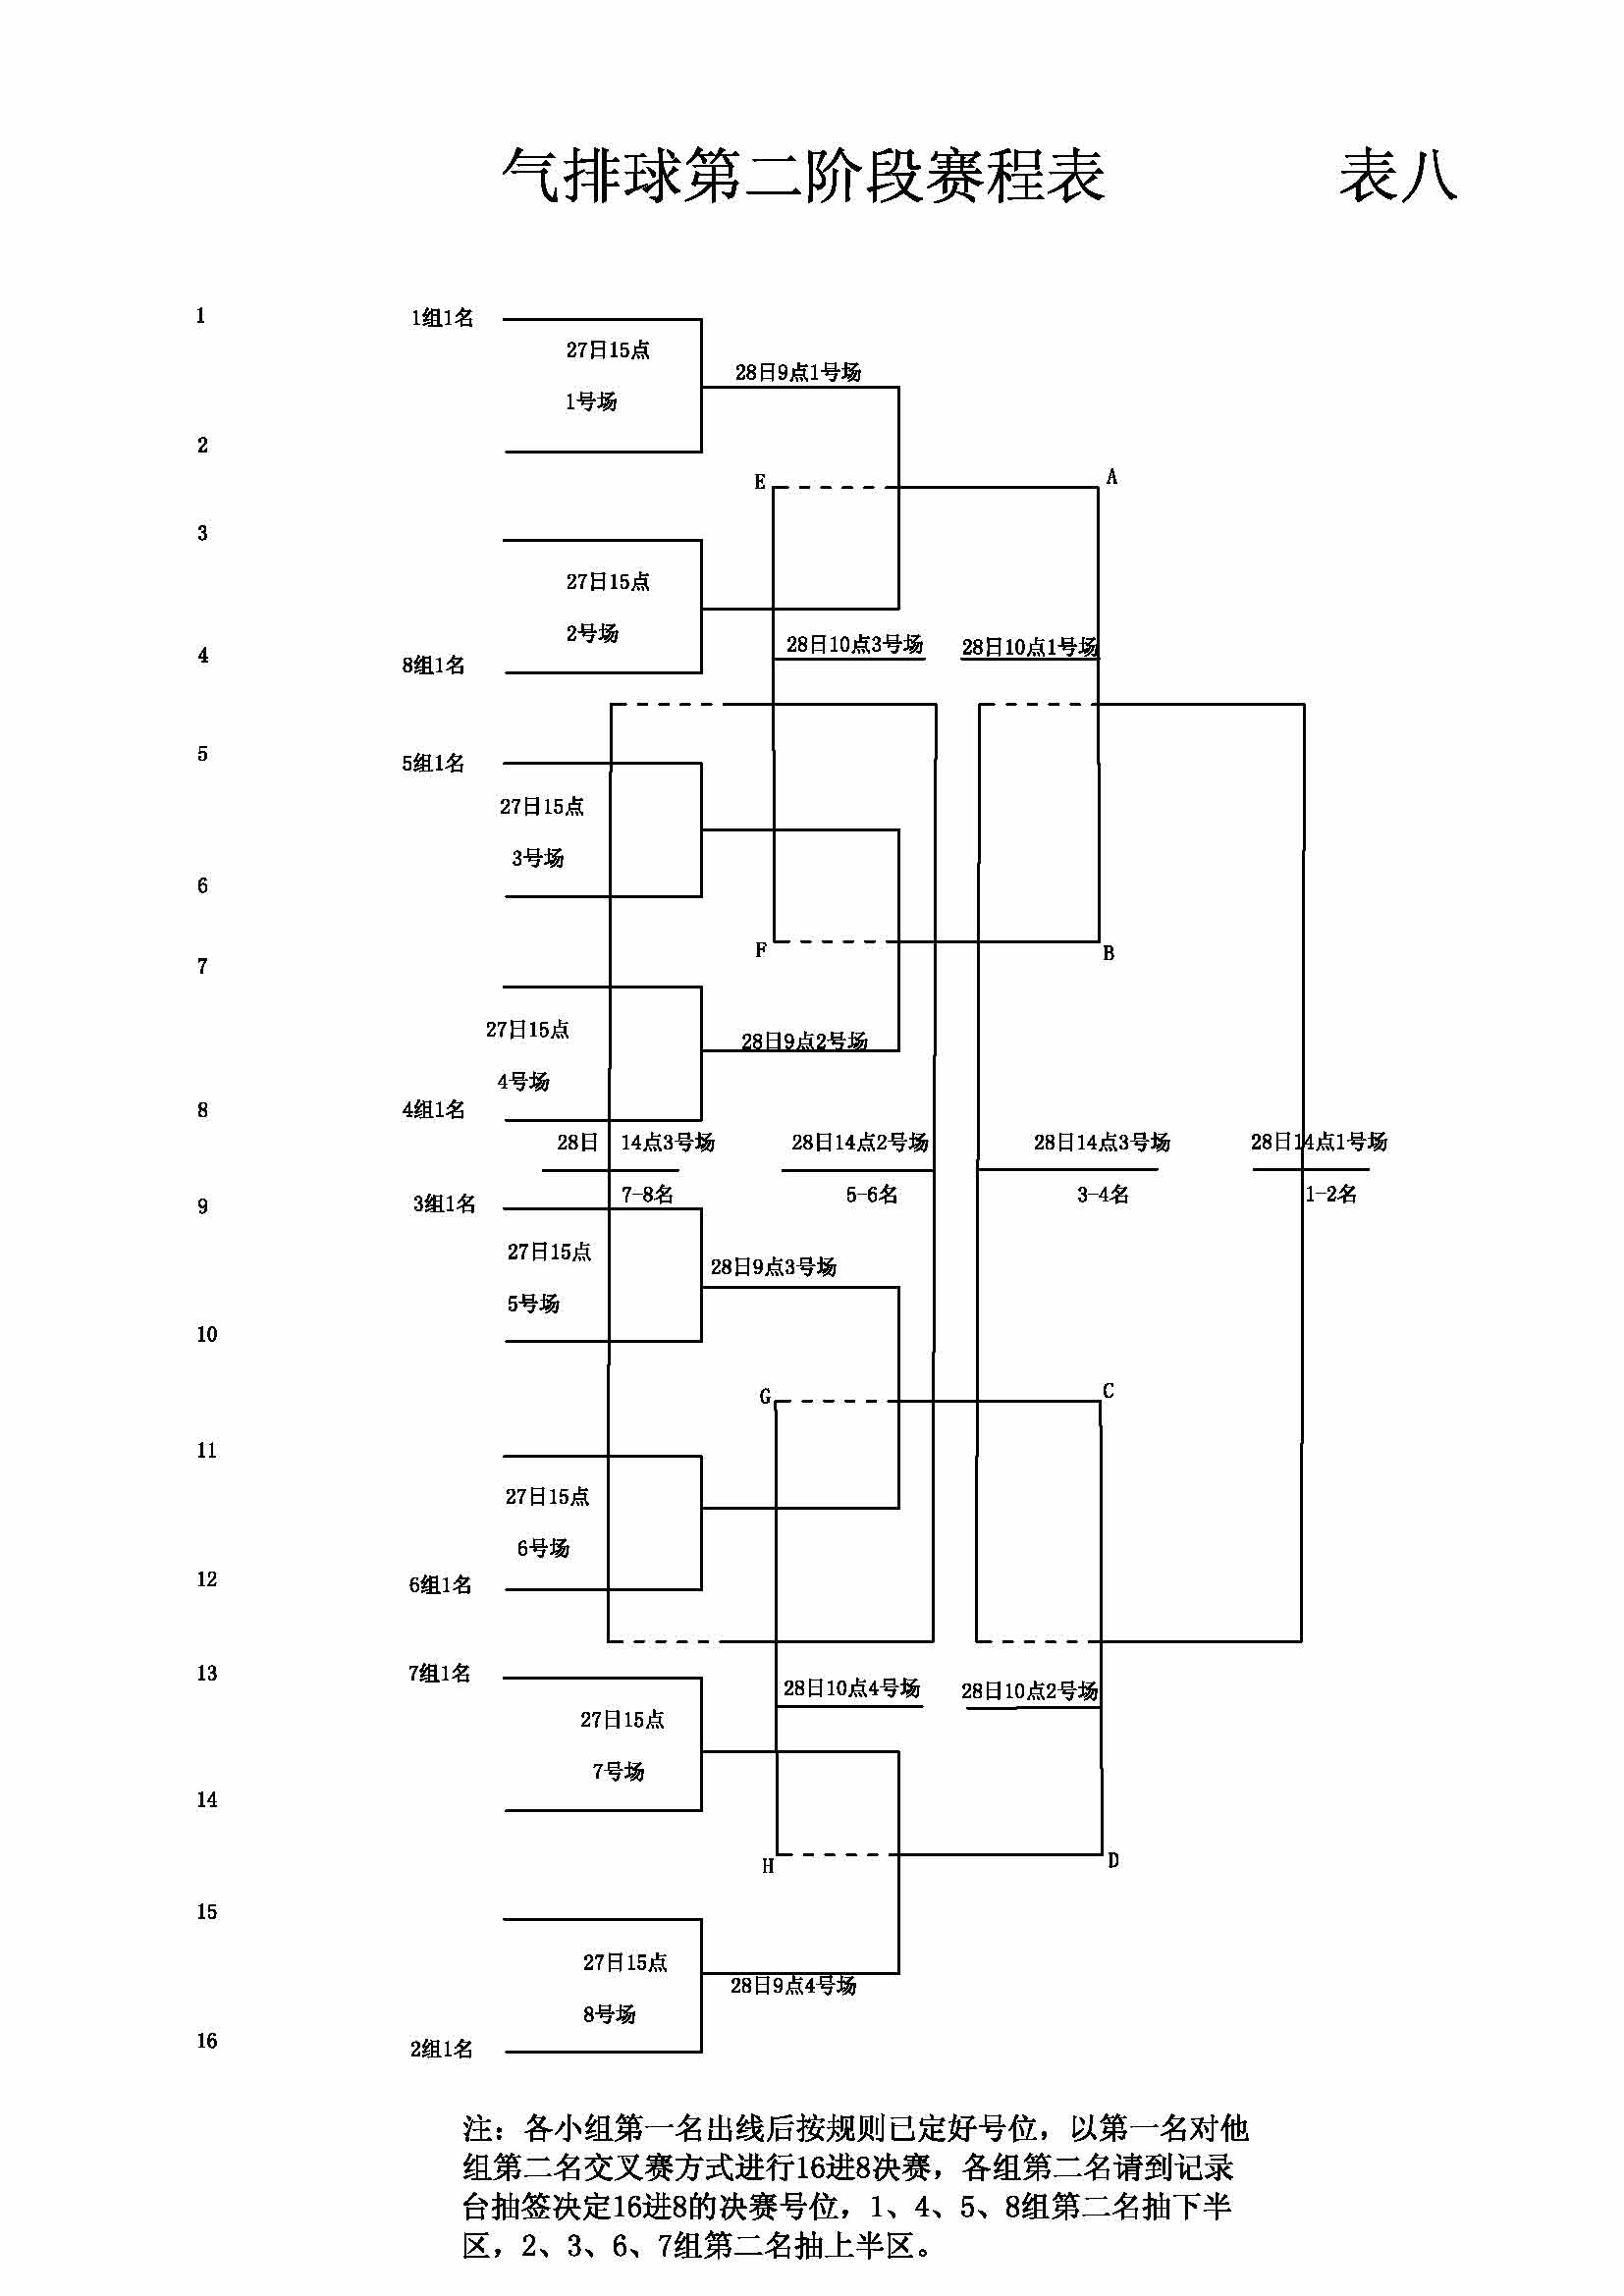 气排球第二阶段赛程表 表八
1 1组1名
27日15点
28日9点1号场
1号场
2
E A
3
27日15点
2号场
28日10点3号场 28日10点1号场
4 8组1名
5 5组1名
27日15点
3号场
6
F B
7
27日15点
28日9点2号场
4号场
8 4组1名
28日 14点3号场 28日14点2号场 28日14点3号场 28日14点1号场
7-8名 5-6名 3-4名 1-2名
9 3组1名
27日15点
28日9点3号场
5号场
10
G C
11
27日15点
6号场
12 6组1名
13 7组1名
28日10点4号场 28日10点2号场
27日15点
7号场
14
H D
15
27日15点
28日9点4号场
8号场
16 2组1名
注：各小组第一名出线后按规则已定好号位，以第一名对他
组第二名交叉赛方式进行16进8决赛，各组第二名请到记录
台抽签决定16进8的决赛号位，1、4、5、8组第二名抽下半
区，2、3、6、7组第二名抽上半区。